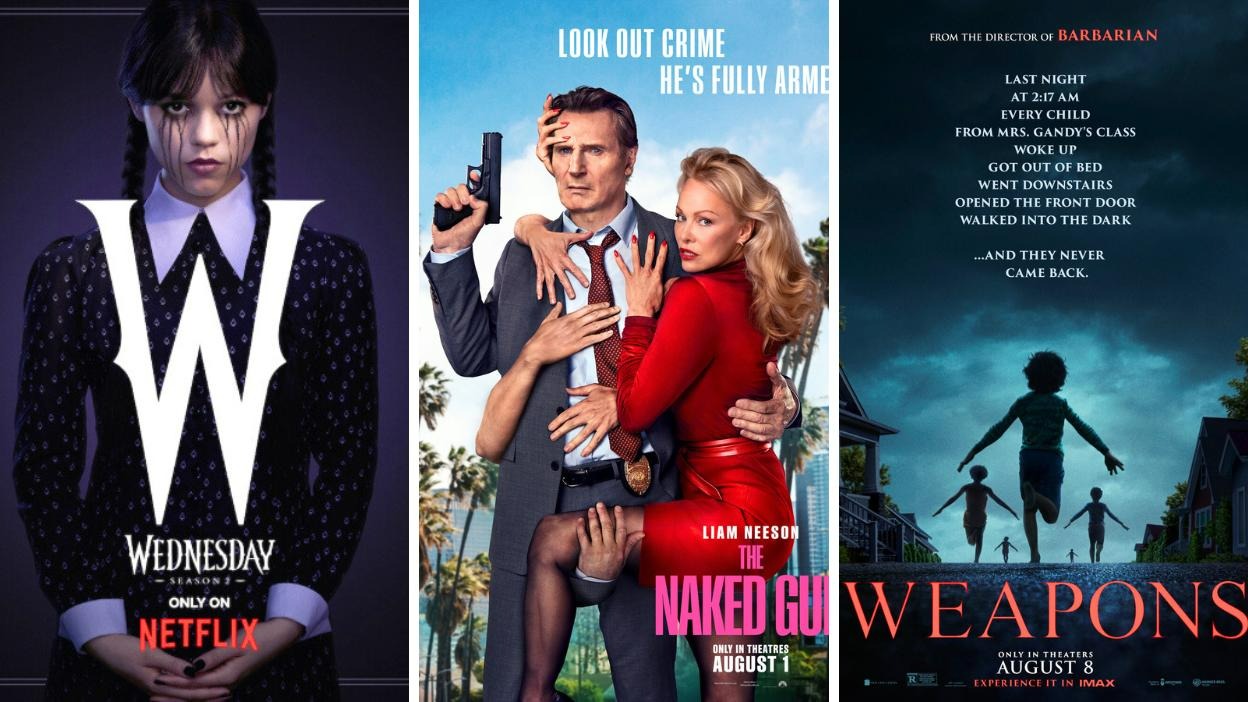 W
WEDNESDAY
SEASON 2
ONLY ON
NETFLIX
LOOK OUT CRIME
HE'S FULLY ARME
LIAM NEESON
THE
NAKED GU
ONLY IN THEATRES
AUGUST 1
FROM THE DIRECTOR OF BARBARIAN
LAST NIGHT
AT 2:17 AM
EVERY CHILD
FROM MRS. GANDY'S CLASS
WOKE UP
GOT OUT OF BED
WENT DOWNSTAIRS
OPENED THE FRONT DOOR
WALKED INTO THE DARK
...AND THEY NEVER
CAME BACK.
WEAPONS
ONLY IN THEATERS
AUGUST 8
EXPERIENCE IT IN IMAX
R